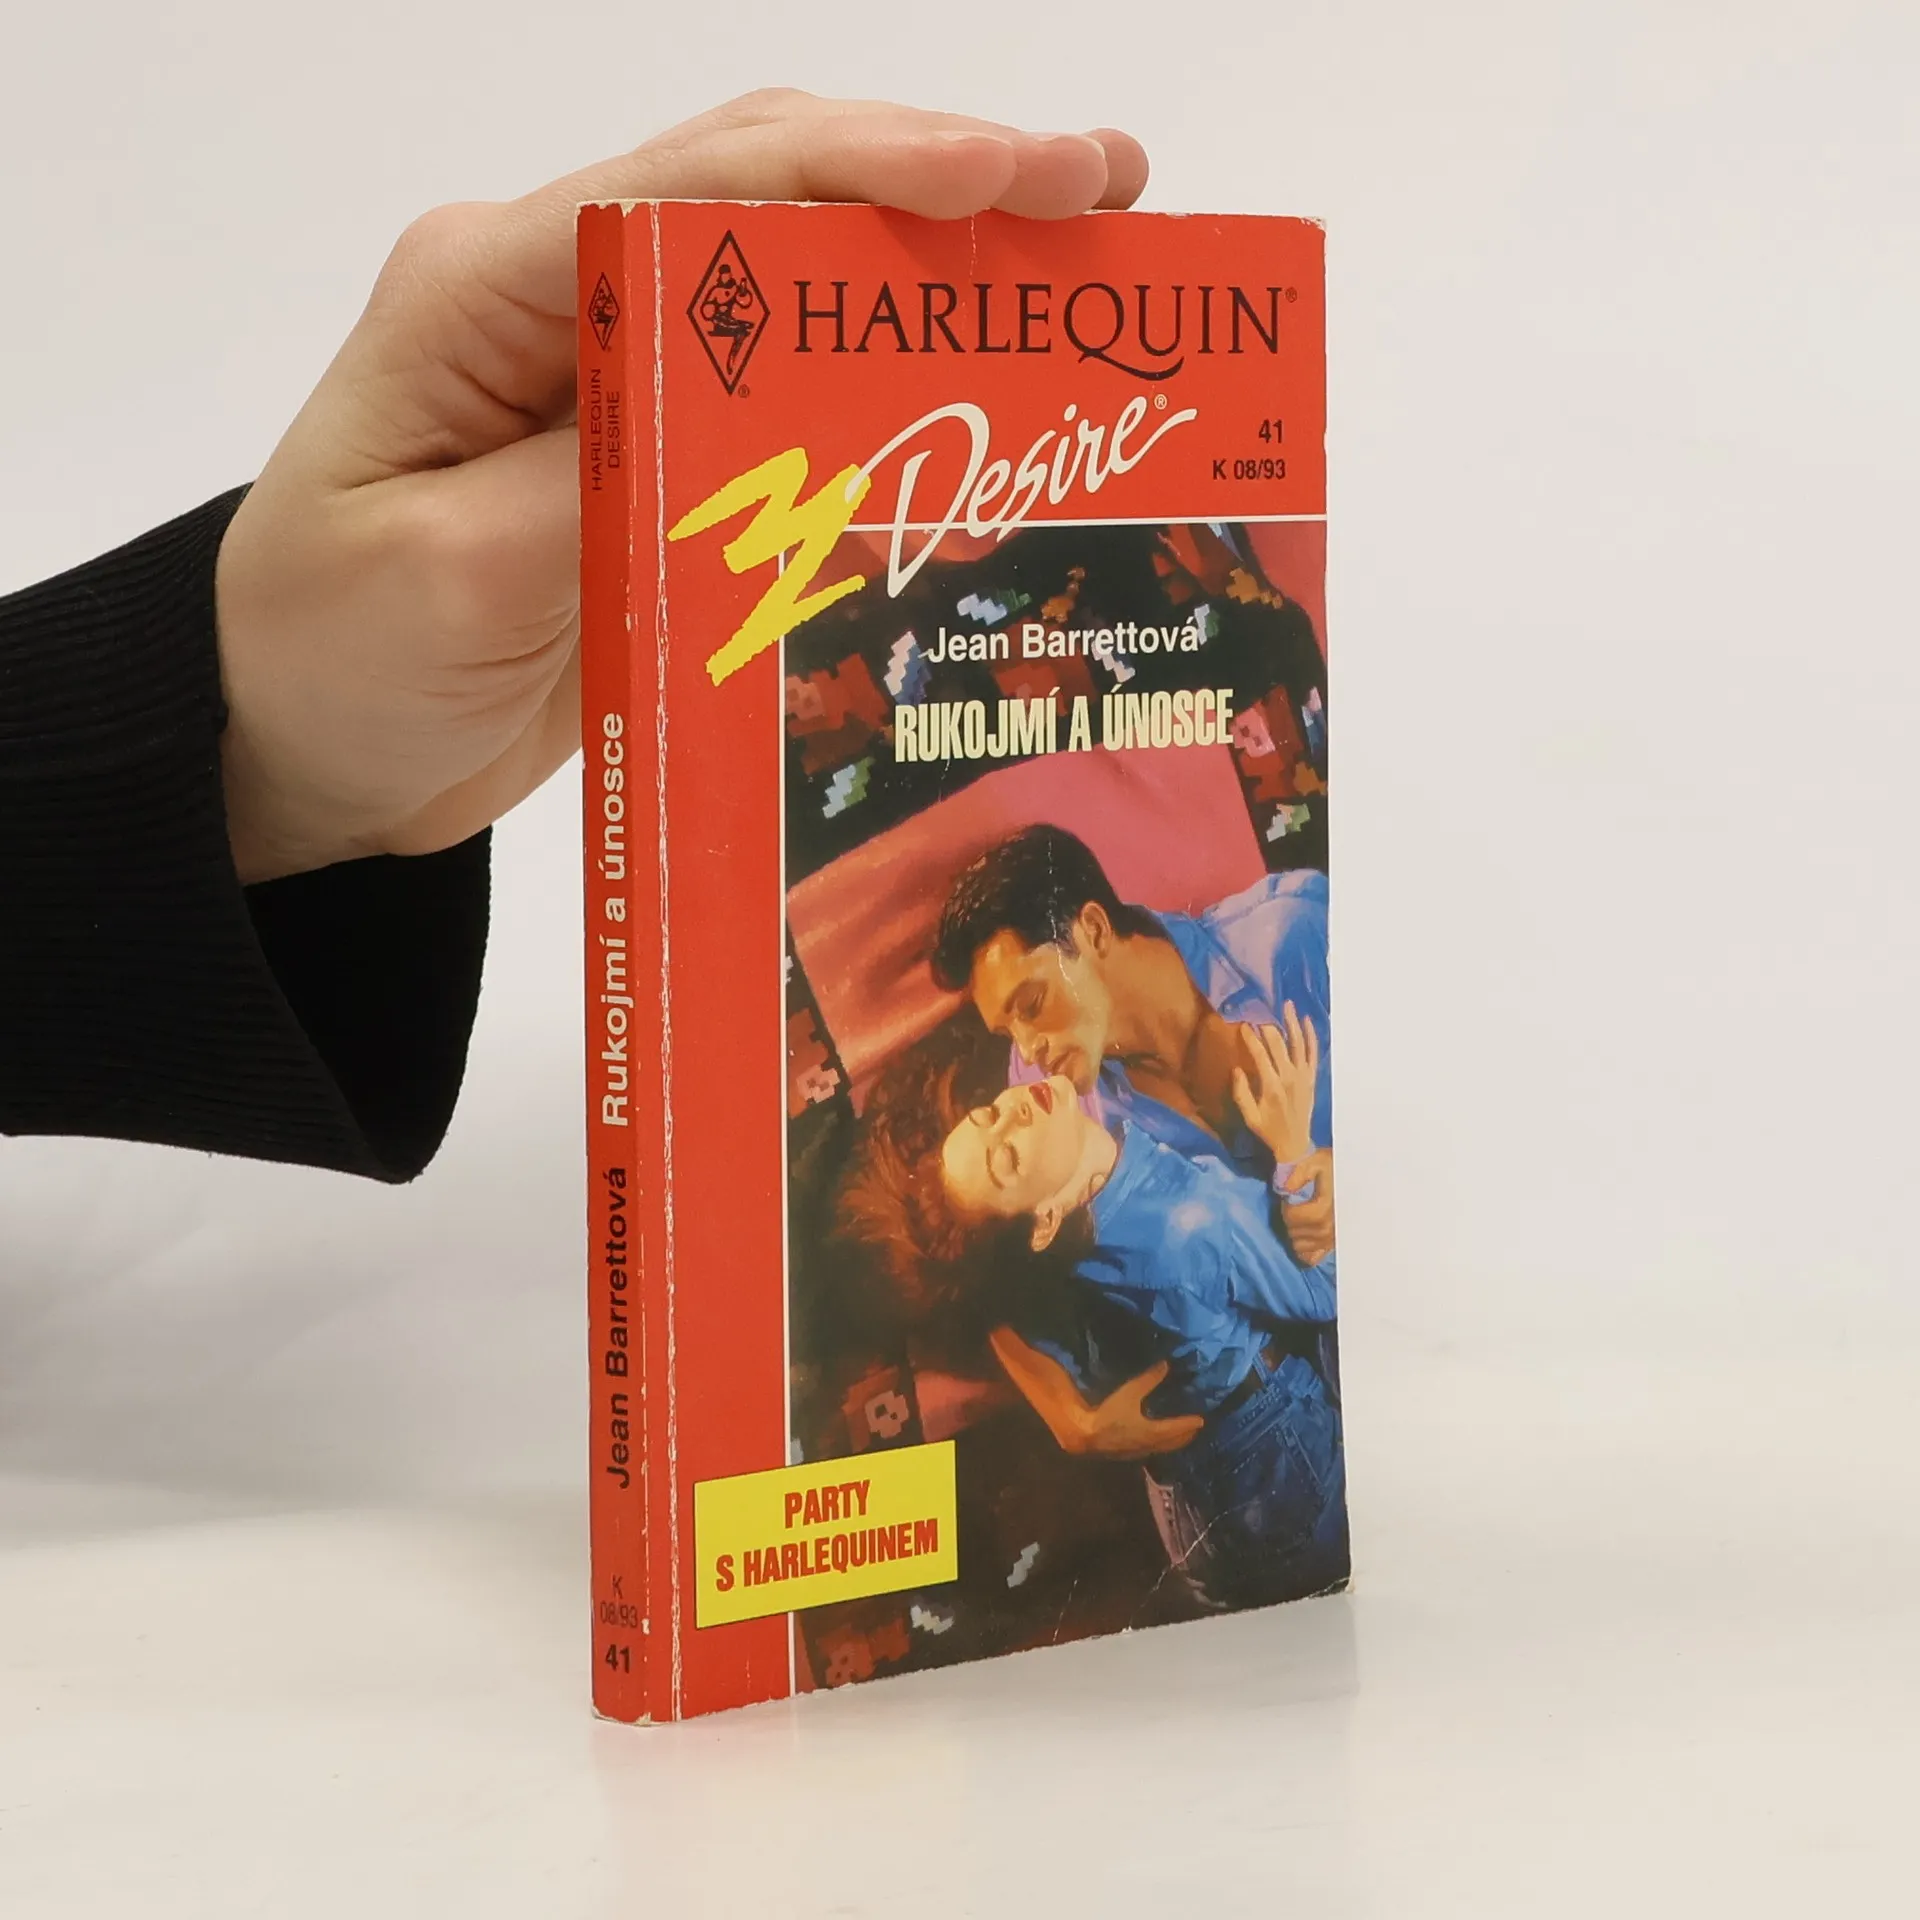 HARLEQUIN®
Desire®
41
K 08/93
Jean Barrettová
RUKOJMÍ A ÚNOSCE
PARTY
S HARLEQUINEM
®
HARLEQUIN
DESIRE
Rukojmí a únosce
Jean Barrettová
K
08/93
41